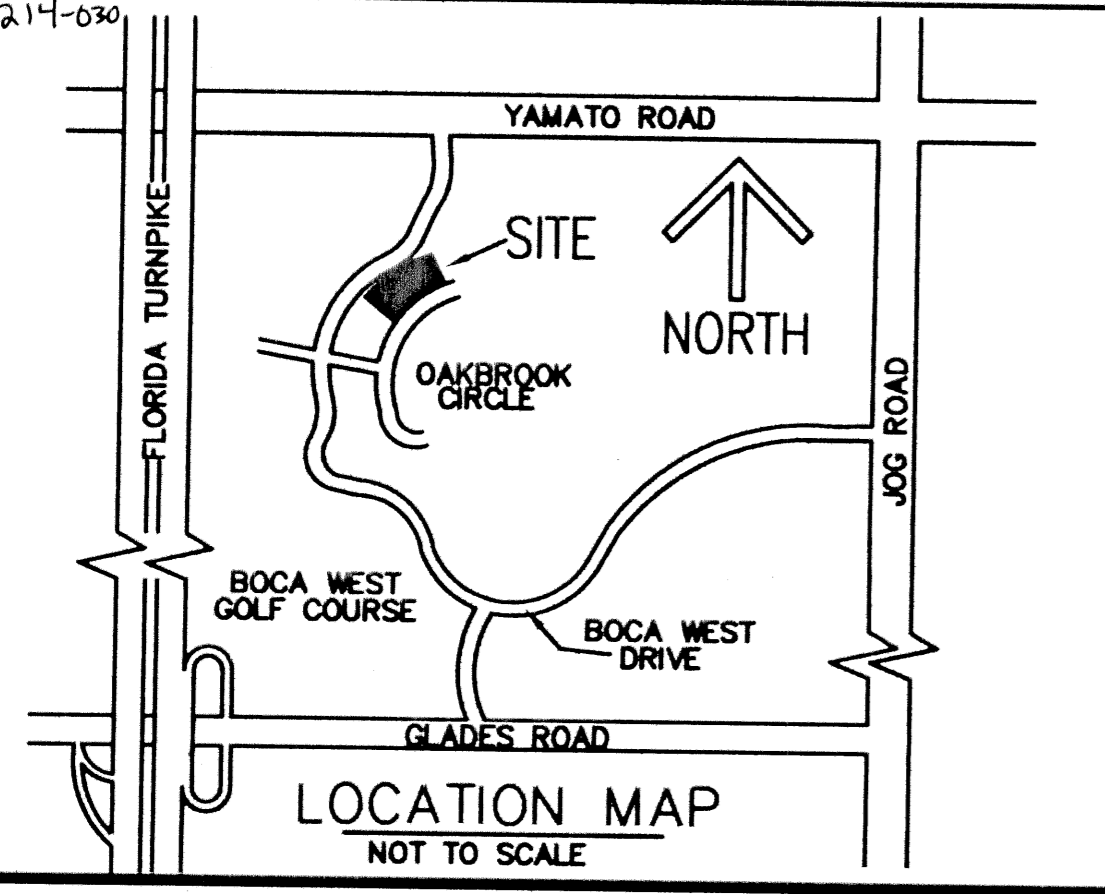 214-030
YAMATO ROAD
SITE
NORTH
FLORIDA TURNPIKE
OAKBROOK
CIRCLE
JOG ROAD
BOCA WEST
GOLF COURSE
BOCA WEST
DRIVE
GLADES ROAD
LOCATION MAP
NOT TO SCALE